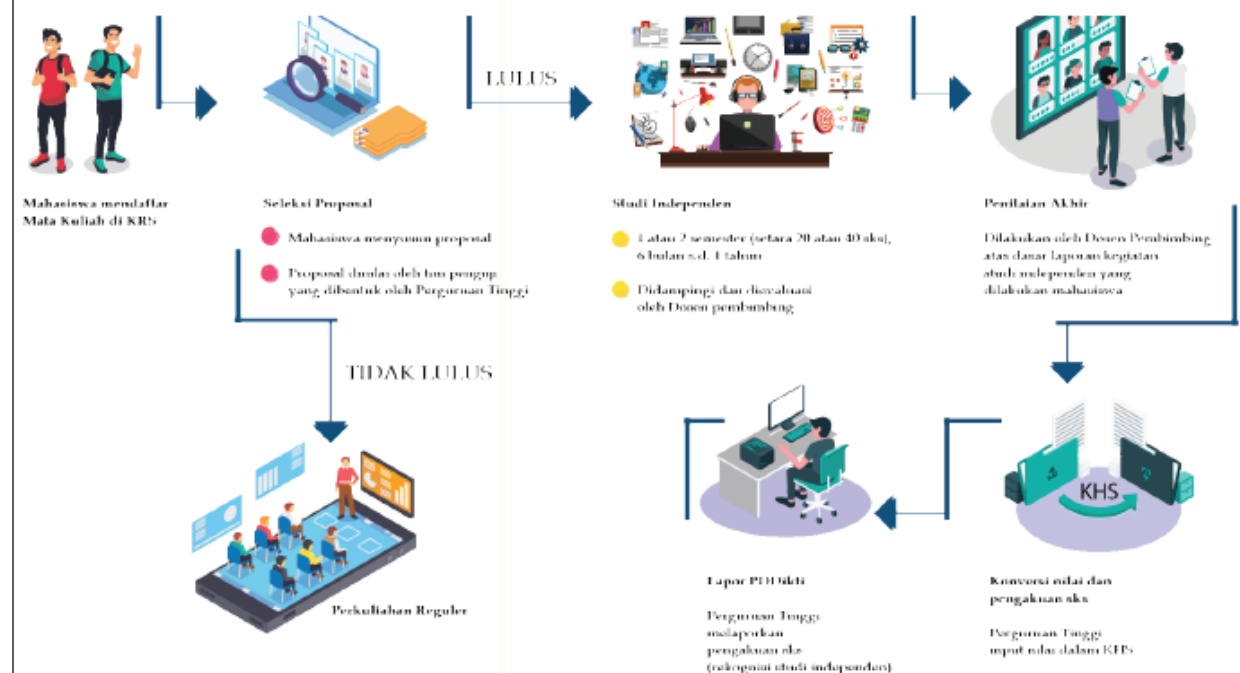 Mahasiswa mendaftar
Mata Kuliah di KRS
Seleksi Proposal
Mahasiswa menyusun proposal
Proposal dinilai oleh tim penguji
yang dibentuk oleh Perguruan Tinggi
LULUS
Studi Independen
1 atau 2 semester (setara 20 atau 40 sks),
6 bulan s.d. 1 tahun
Didampingi dan dievaluasi
oleh Dosen pembimbing
Penilaian Akhir
Dilakukan oleh Dosen Pembimbing
atas dasar laporan kegiatan
studi independen yang
dilakukan mahasiswa
TIDAK LULUS
Perkuliahan Reguler
KHS
Konversi nilai dan
pengakuan sks
Perguruan Tinggi
input nilai dalam KHS
Lapor PDDikti
Perguruan Tinggi
melaporkan
pengakuan sks
(rekognisi studi independen)